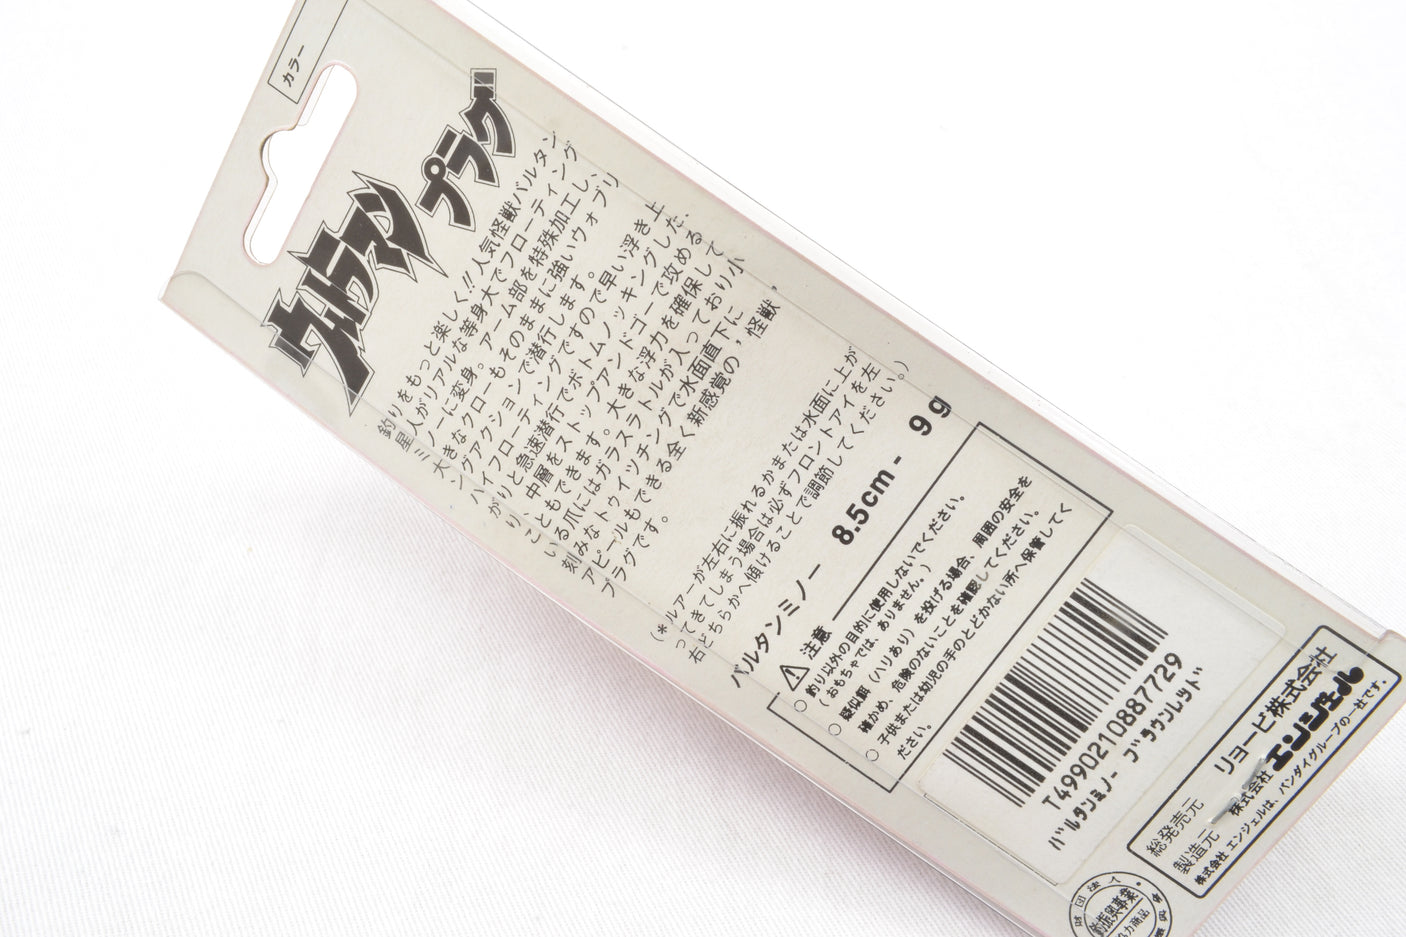 カラー
ウルトラマン
プラグ
釣りをもっと楽しく!!人気怪獣バルタン
星人がリアルな等身大でフローティング
ミノーに変身。アーム部を特殊加工し、
大きなクローもそのままに強いウォブリ
ングアクションで潜行します。
ハイフローティングですので早い浮き上
がりと急速潜行でボトムノッキングした
り、中層をストップアンドゴーで攻める
こともできます。大きな浮力を確保して
いる爪にはガラスラトルが入っており小
刻みなトゥイッチングで水面直下に
アピールもできる全く新感覚の，怪獣，
プラグです。
(＊ルアーが左右に振れるかまたは水面に上が
ってきてしまう場合は必ずフロントアイを左
右どちらかへ傾けることで調節してください。)
バルタンミノー 8.5cm - 9g
⚠ 注意
○ 釣り以外の目的に使用しないでください。
(おもちゃでは、ありません。)
○ 疑似餌（ハリあり）を投げる場合、周囲の安全を
確かめ、危険のないことを確認してください。
○ 子供または幼児の手のとどかない所へ保管してく
ださい。
T4990210887729
バルタンミノー ブラウンレッド
総発売元 リョービ株式会社
製造元 株式会社エンジェル
株式会社 エンジェルは、バンダイグループの一社です。
財団法人
釣振興事業
協力商品